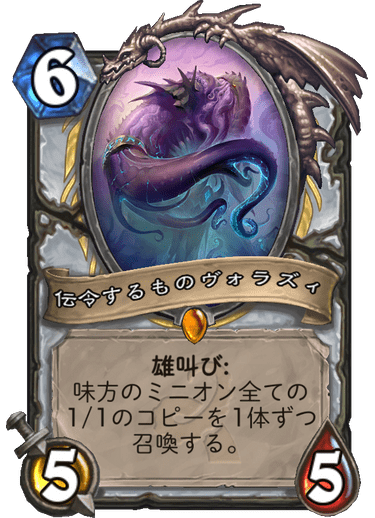 6
伝令するものヴォラズィ
雄叫び:
味方のミニオン全ての
1/1のコピーを1体ずつ
召喚する。
5
5